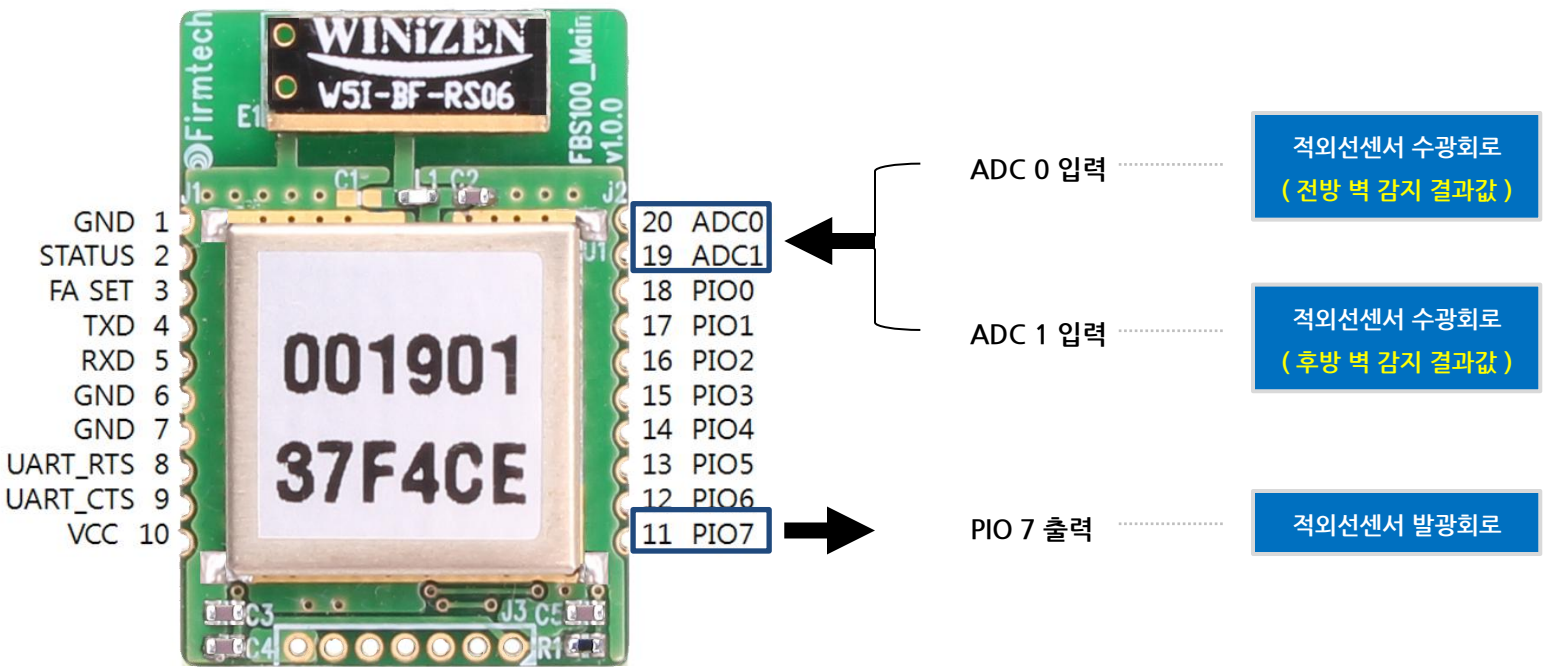 WINiZEN
W5I-BF-RS06
Firmtech
FBS100_Main
v1.0.0
E1
C1
L1
C2
J1
J2
U1
GND 1
STATUS 2
FA SET 3
TXD 4
RXD 5
GND 6
GND 7
UART_RTS 8
UART_CTS 9
VCC 10
001901
37F4CE
20 ADC0
19 ADC1
18 PIO0
17 PIO1
16 PIO2
15 PIO3
14 PIO4
13 PIO5
12 PIO6
11 PIO7
C3
C4
J3
C5
R1
ADC 0 입력
적외선센서 수광회로
( 전방 벽 감지 결과값 )
ADC 1 입력
적외선센서 수광회로
( 후방 벽 감지 결과값 )
PIO 7 출력
적외선센서 발광회로